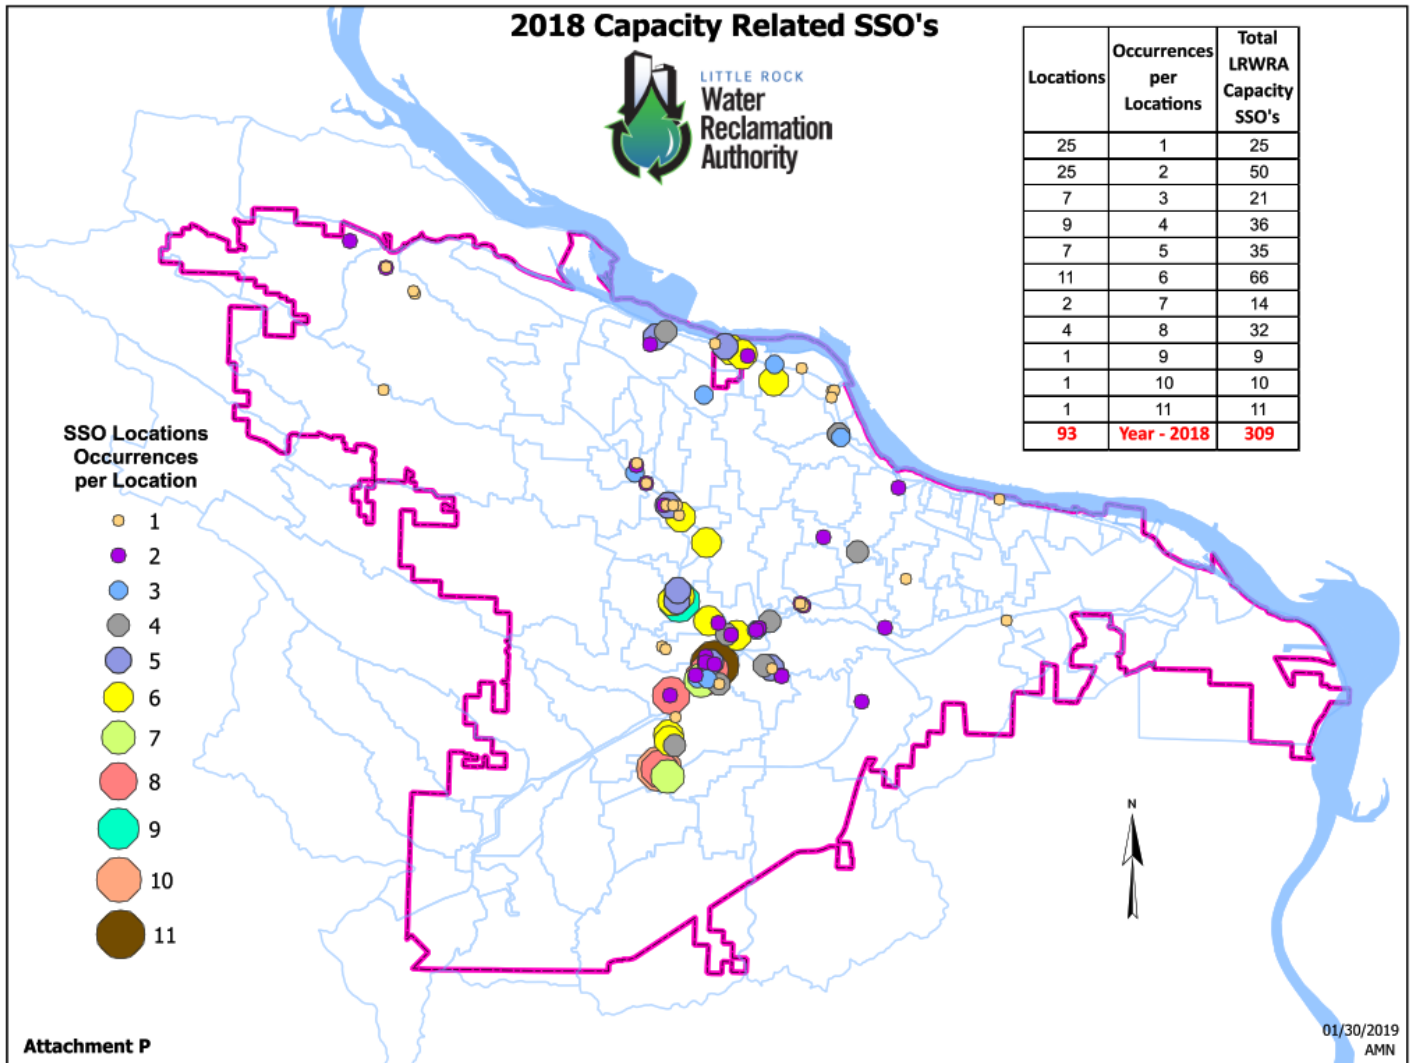 2018 Capacity Related SSO's
LITTLE ROCK
Water
Reclamation
Authority
Locations
Occurrences
per
Locations
Total
LRWRA
Capacity
SSO's
25 1 25
25 2 50
7 3 21
9 4 36
7 5 35
11 6 66
2 7 14
4 8 32
1 9 9
1 10 10
1 11 11
93 Year - 2018 309
SSO Locations
Occurrences
per Location
1
2
3
4
5
6
7
8
9
10
11
N
Attachment P
01/30/2019
AMN